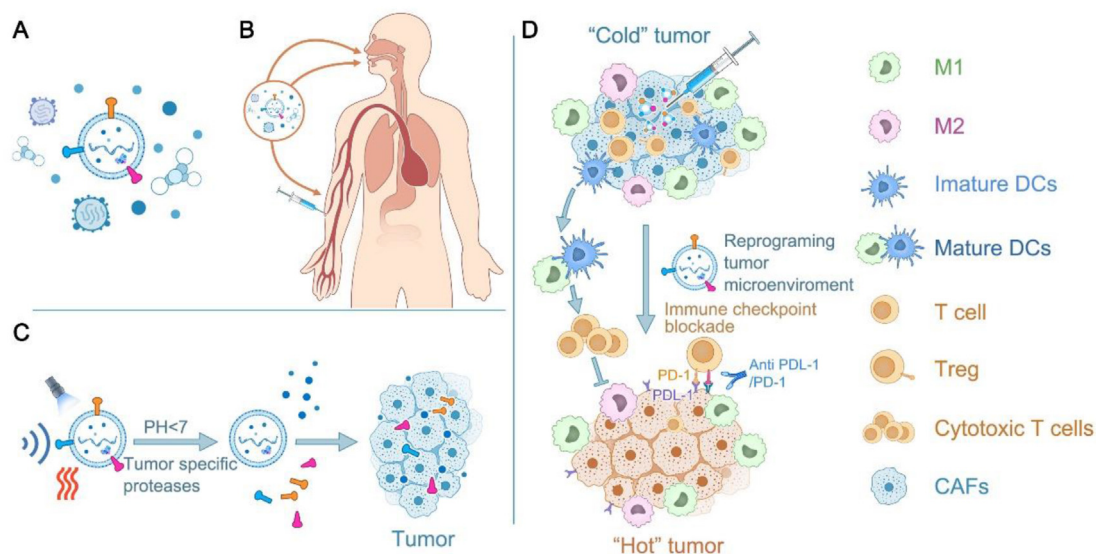 A
B
C
PH<7
Tumor specific
proteases
Tumor
D
“Cold” tumor
Reprograming
tumor
microenviroment
Immune checkpoint
blockade
PD-1
PDL-1
Anti PDL-1
/PD-1
“Hot” tumor
M1
M2
Imature DCs
Mature DCs
T cell
Treg
Cytotoxic T cells
CAFs